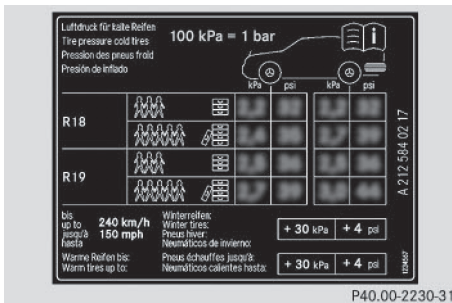 Luftdruck für kalte Reifen
Tire pressure cold tires
Pression des pneus froid
Presión de inflado
100 kPa = 1 bar
kPa psi kPa psi
R18
R19
bis
up to
jusqu'à
hasta
240 km/h
150 mph
Winterreifen:
Winter tires:
Pneus hiver:
Neumáticos de invierno:
+ 30 kPa + 4 psi
Warme Reifen bis:
Warm tires up to:
Pneus échauffés jusqu'à:
Neumáticos calientes hasta:
+ 30 kPa + 4 psi
A 212 584 02 17
1234567
P40.00-2230-31